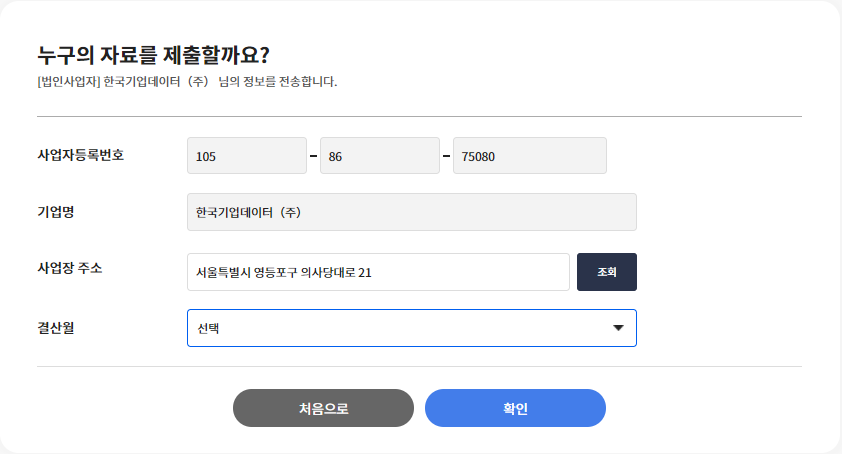 누구의 자료를 제출할까요?
[법인사업자] 한국기업데이터 (주) 님의 정보를 전송합니다.
사업자등록번호 105 - 86 - 75080
기업명 한국기업데이터 (주)
사업장 주소 서울특별시 영등포구 의사당대로 21 조회
결산월 선택
처음으로 확인